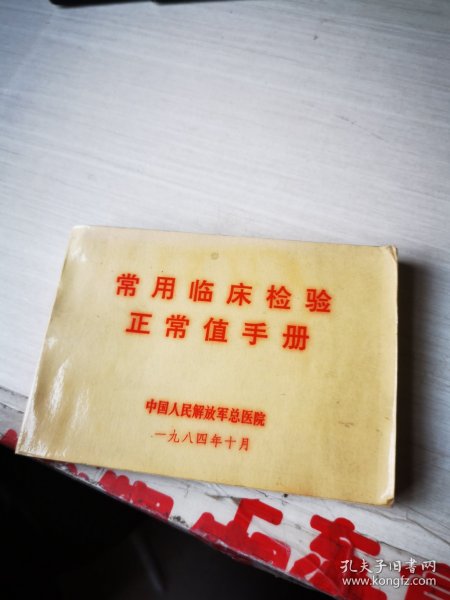 常用临床检验
正常值手册
中国人民解放军总医院
一九八四年十月
孔夫子旧书网
www.kongfz.com